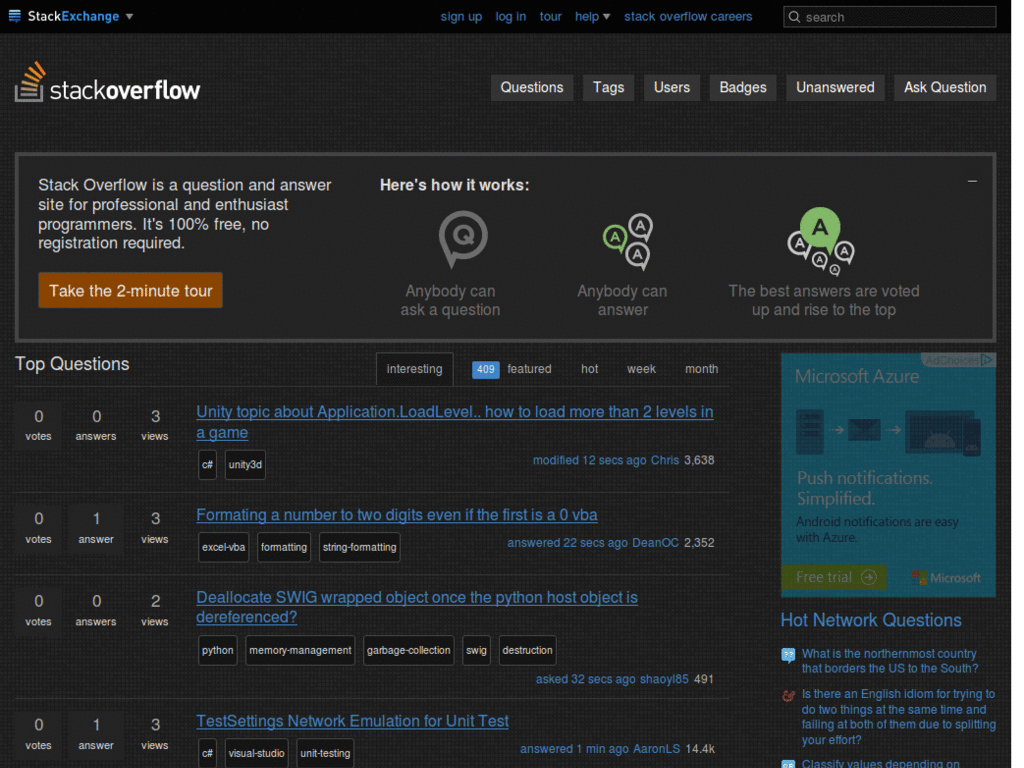 StackExchange
sign up log in tour help stack overflow careers
search
stackoverflow
Questions Tags Users Badges Unanswered Ask Question
Stack Overflow is a question and answer
site for professional and enthusiast
programmers. It's 100% free, no
registration required.
Take the 2-minute tour
Here's how it works:
Q
Anybody can
ask a question
A A A
Anybody can
answer
A A A A A
The best answers are voted
up and rise to the top
Top Questions
interesting 409 featured hot week month
0 votes 0 answers 3 views
Unity topic about Application.LoadLevel.. how to load more than 2 levels in
a game
c# unity3d
modified 12 secs ago Chris 3,638
0 votes 1 answer 3 views
Formating a number to two digits even if the first is a 0 vba
excel-vba formatting string-formatting
answered 22 secs ago DeanOC 2,352
0 votes 0 answers 2 views
Deallocate SWIG wrapped object once the python host object is
dereferenced?
python memory-management garbage-collection swig destruction
asked 32 secs ago shaoyl85 491
0 votes 1 answer 3 views
TestSettings Network Emulation for Unit Test
c# visual-studio unit-testing
answered 1 min ago AaronLS 14.4k
AdChoices
Microsoft Azure
Push notifications.
Simplified.
Android notifications are easy
with Azure.
Free trial
Microsoft
Hot Network Questions
What is the northernmost country
that borders the US to the South?
Is there an English idiom for trying to
do two things at the same time and
failing at both of them due to splitting
your effort?
Classify values depending on